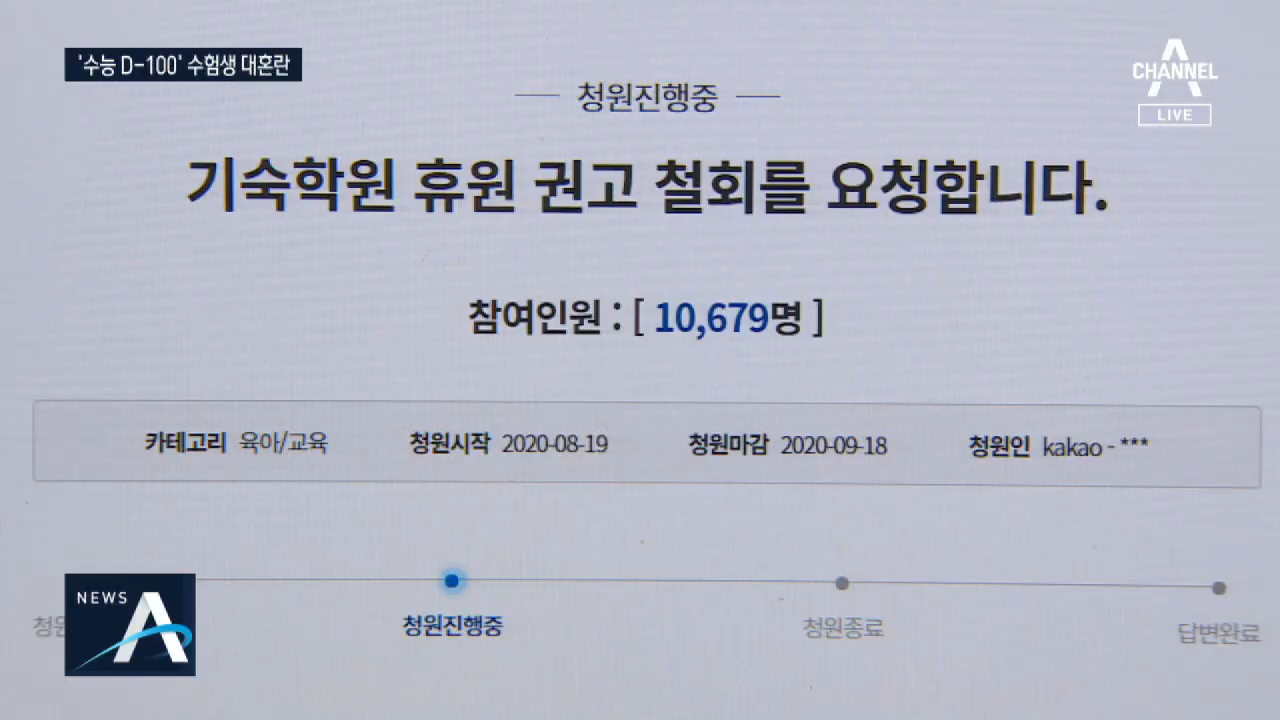 '수능 D-100' 수험생 대혼란
CHANNEL
LIVE
청원진행중
기숙학원 휴원 권고 철회를 요청합니다.
참여인원 : [ 10,679명 ]
카테고리 육아/교육 청원시작 2020-08-19 청원마감 2020-09-18 청원인 kakao - ***
NEWS A
청원 청원진행중 청원종료 답변완료